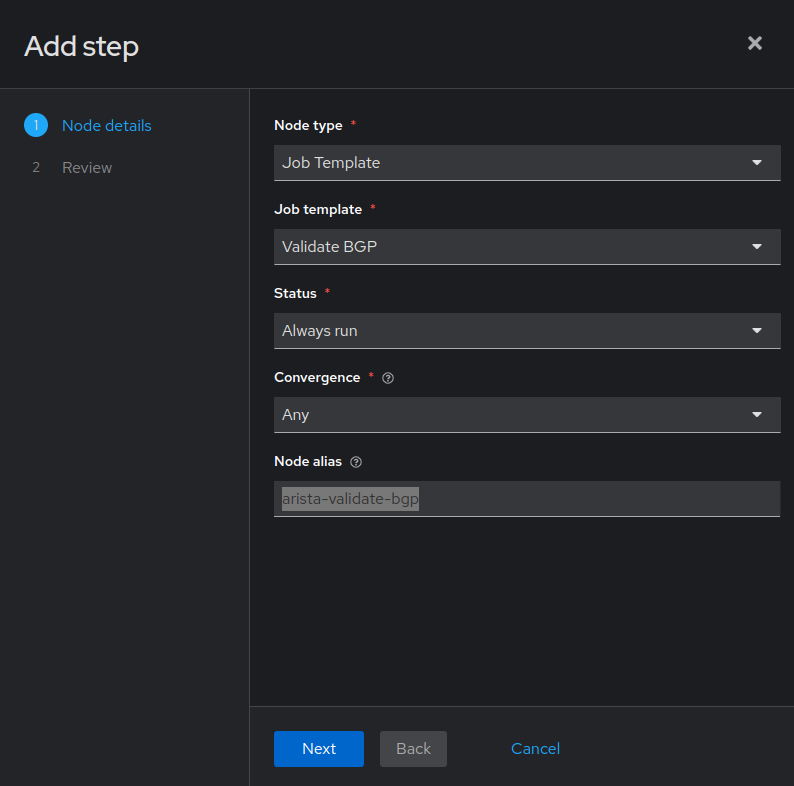 Add step
1 Node details
2 Review
Node type *
Job Template
Job template *
Validate BGP
Status *
Always run
Convergence *
Any
Node alias
arista-validate-bgp
Next Back Cancel